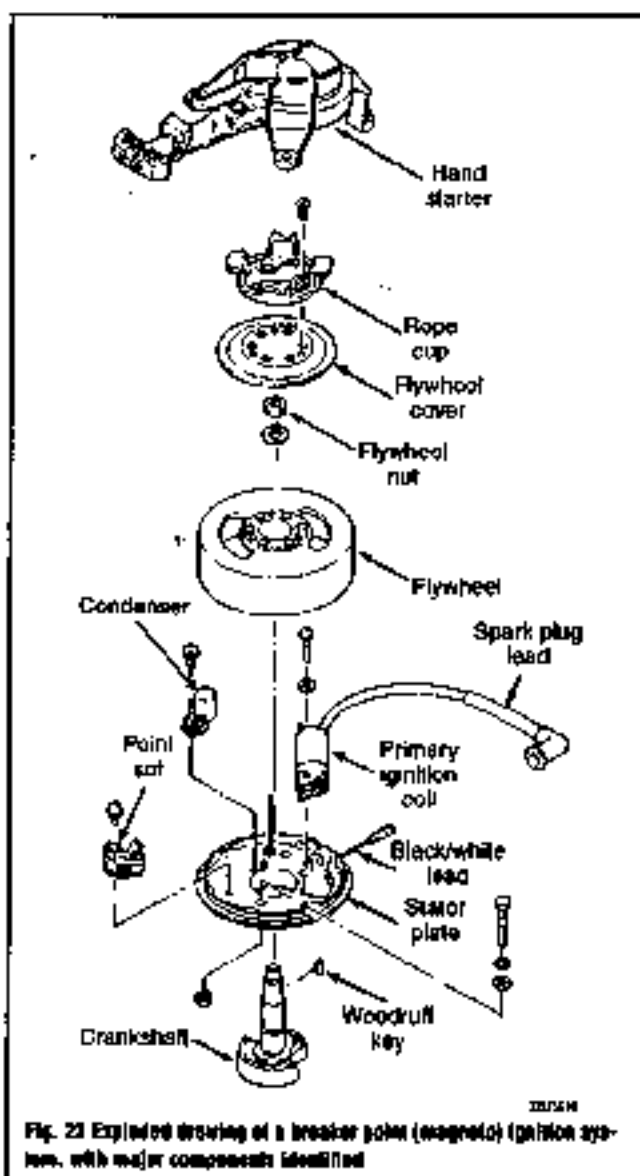 Hand
starter
Rope
cup
Flywheel
cover
Flywheel
nut
Flywheel
Condenser
Spark plug
lead
Point
set
Primary
ignition
coil
Black/white
lead
Stator
plate
Woodruff
key
Crankshaft
Fig. 23 Exploded drawing of a breaker point (magneto) ignition sys-
tem, with major components identified